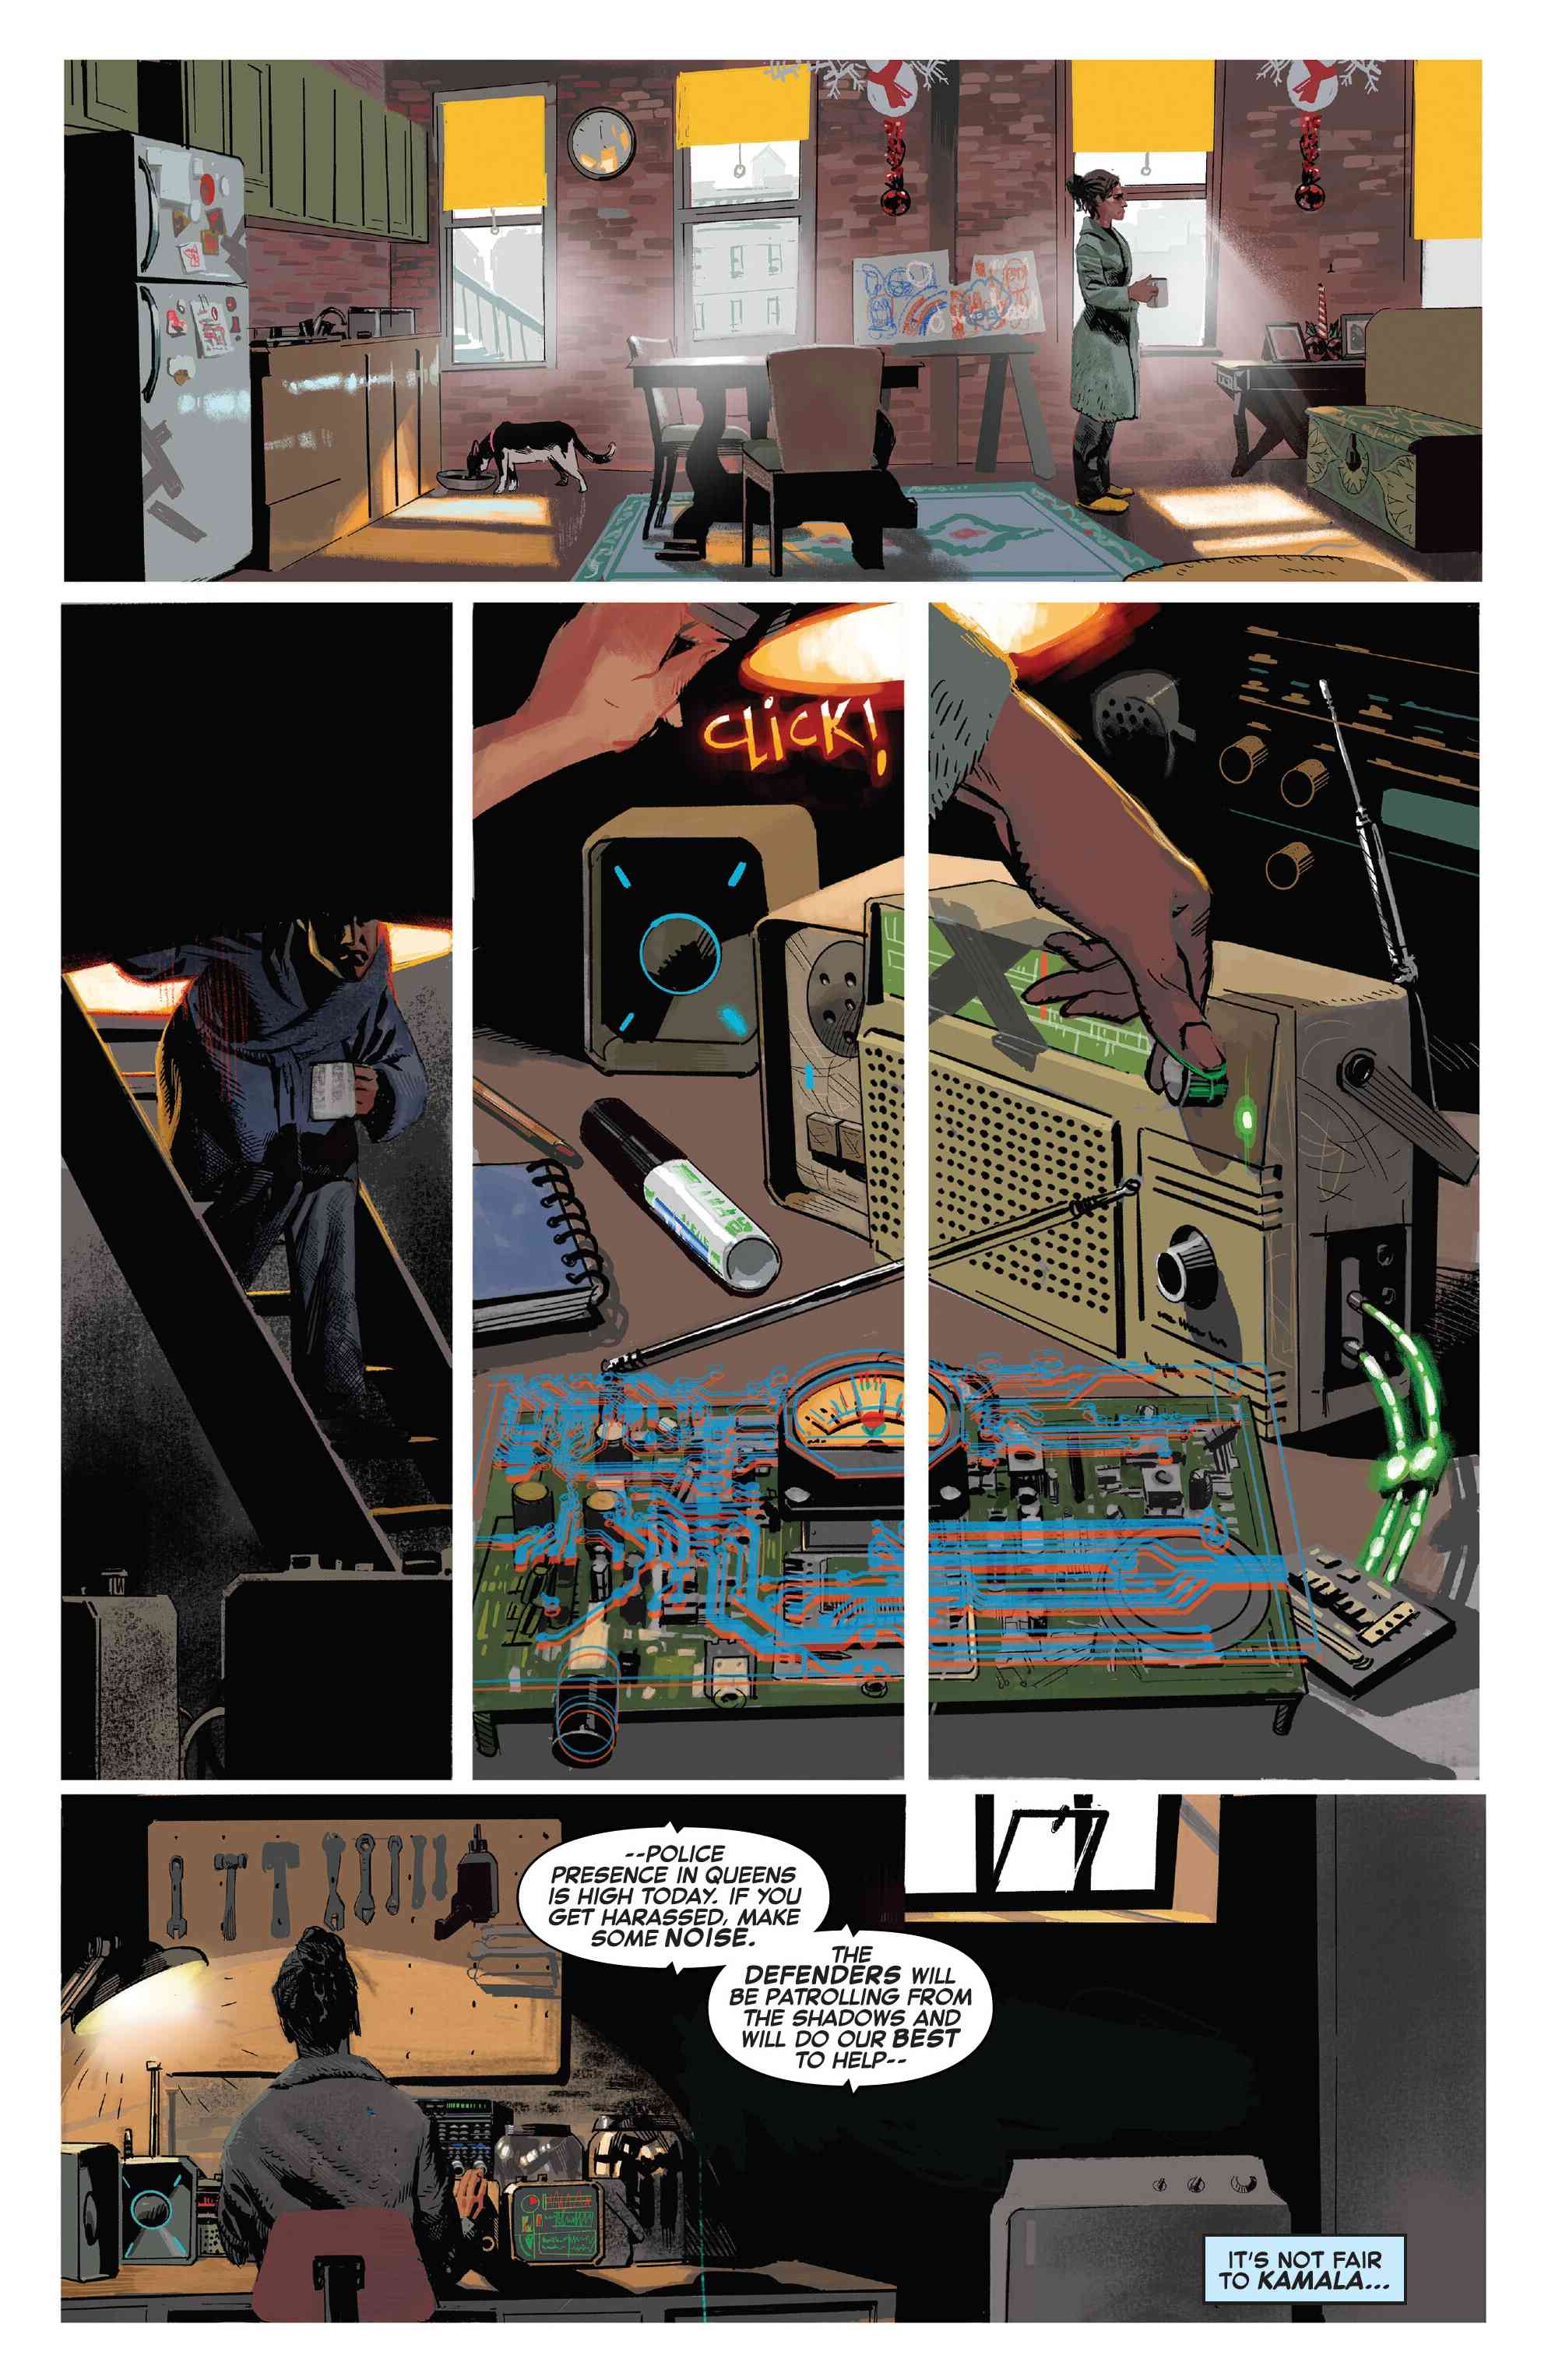 CLICK!
--POLICE
PRESENCE IN QUEENS
IS HIGH TODAY. IF YOU
GET HARASSED, MAKE
SOME NOISE.
THE
DEFENDERS WILL
BE PATROLLING FROM
THE SHADOWS AND
WILL DO OUR BEST
TO HELP--
IT'S NOT FAIR
TO KAMALA...